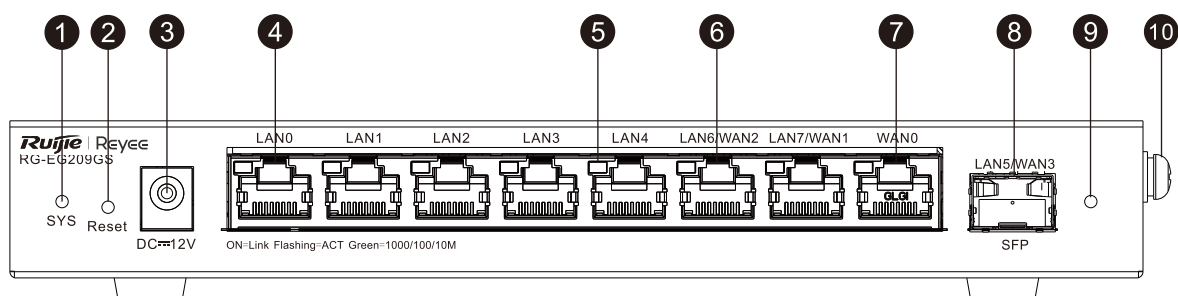 1 2 3 4 5 6 7 8 9 10
Ruijie | Reyee
RG-EG209GS
LAN0 LAN1 LAN2 LAN3 LAN4 LAN6/WAN2 LAN7/WAN1 WAN0
LAN5/WAN3
GLGI
SYS
Reset
DC⎓12V
ON=Link Flashing=ACT Green=1000/100/10M
SFP